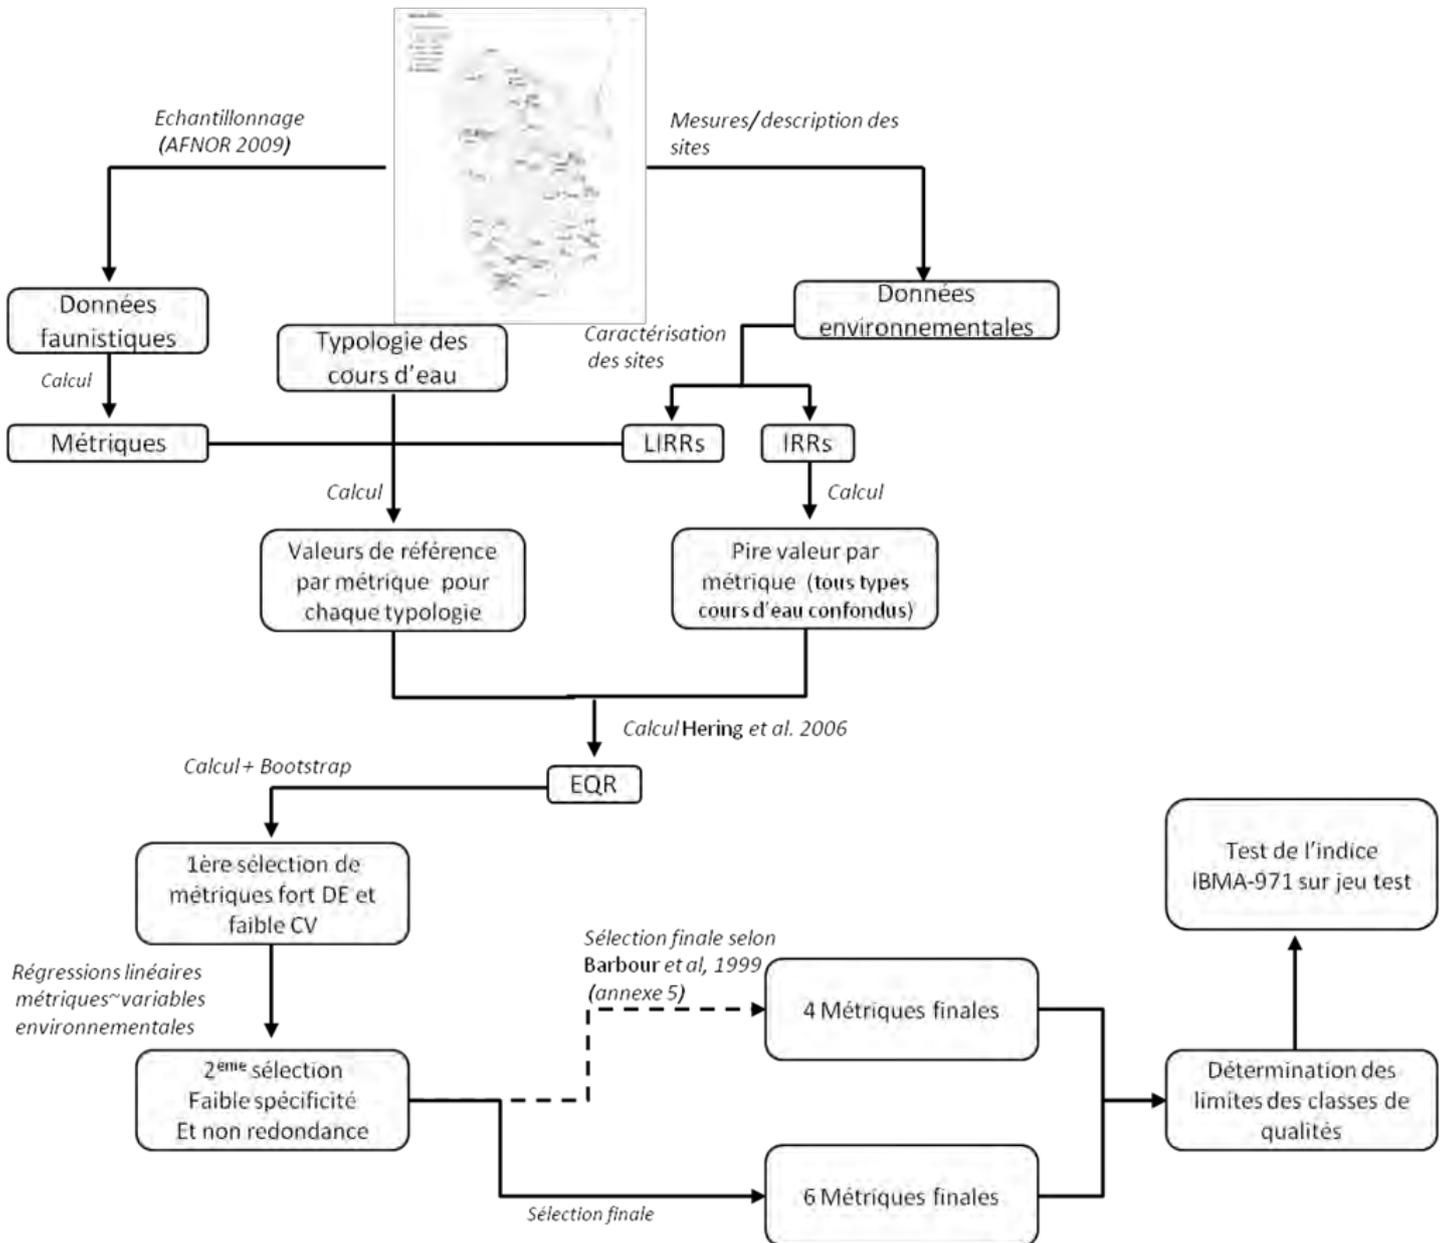 Echantillonnage
(AFNOR 2009)
Mesures/ description des
sites
Données
faunistiques
Données
environnementales
Typologie des
cours d'eau
Caractérisation
des sites
Calcul
Métriques
LIRRs
IRRs
Calcul
Calcul
Valeurs de référence
par métrique pour
chaque typologie
Pire valeur par
métrique (tous types
cours d'eau confondus)
Calcul Hering et al. 2006
Calcul + Bootstrap
EQR
1ère sélection de
métriques fort DE et
faible CV
Test de l'indice
IBMA-971 sur jeu test
Régressions linéaires
métriques~variables
environnementales
Sélection finale selon
Barbour et al, 1999
(annexe 5)
4 Métriques finales
2eme sélection
Faible spécificité
Et non redondance
Détermination des
limites des classes de
qualités
6 Métriques finales
Sélection finale